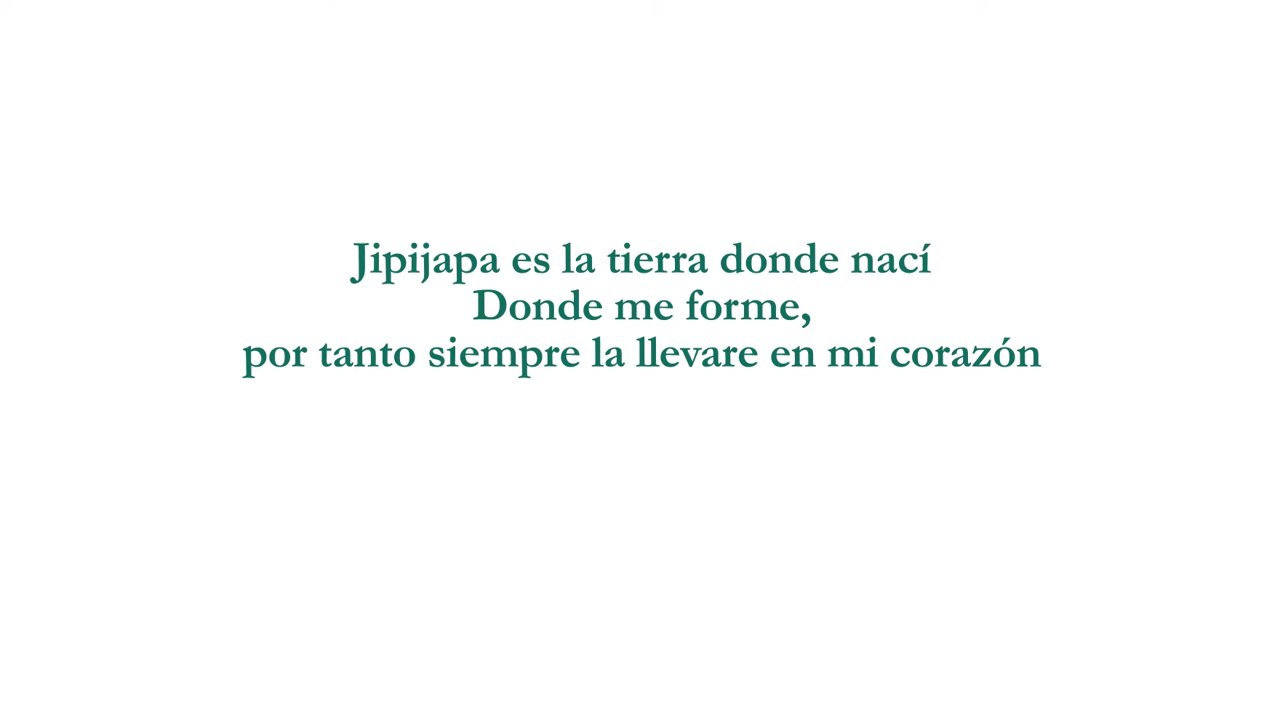 Jipijapa es la tierra donde nací
Donde me forme,
por tanto siempre la llevare en mi corazón